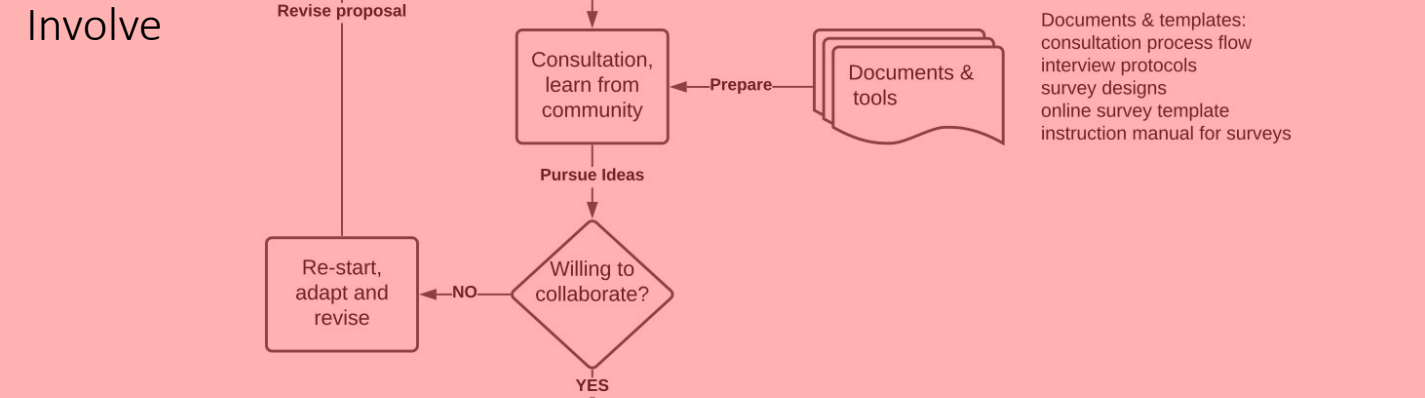 Involve
Revise proposal
Consultation,
learn from
community
Prepare
Documents &
tools
Documents & templates:
consultation process flow
interview protocols
survey designs
online survey template
instruction manual for surveys
Pursue Ideas
Willing to
collaborate?
NO
Re-start,
adapt and
revise
YES